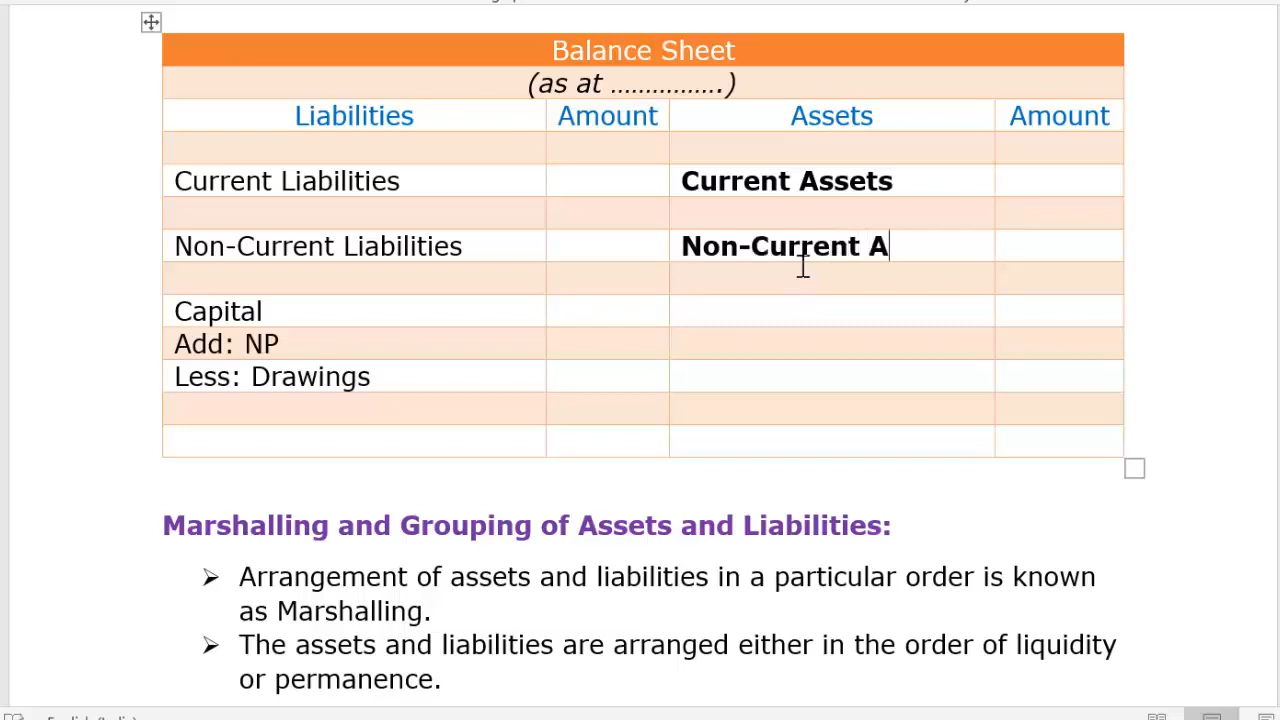 Balance Sheet
(as at …………….)
Liabilities Amount Assets Amount
Current Liabilities Current Assets
Non-Current Liabilities Non-Current A
Capital
Add: NP
Less: Drawings
Marshalling and Grouping of Assets and Liabilities:
➢ Arrangement of assets and liabilities in a particular order is known
as Marshalling.
➢ The assets and liabilities are arranged either in the order of liquidity
or permanence.